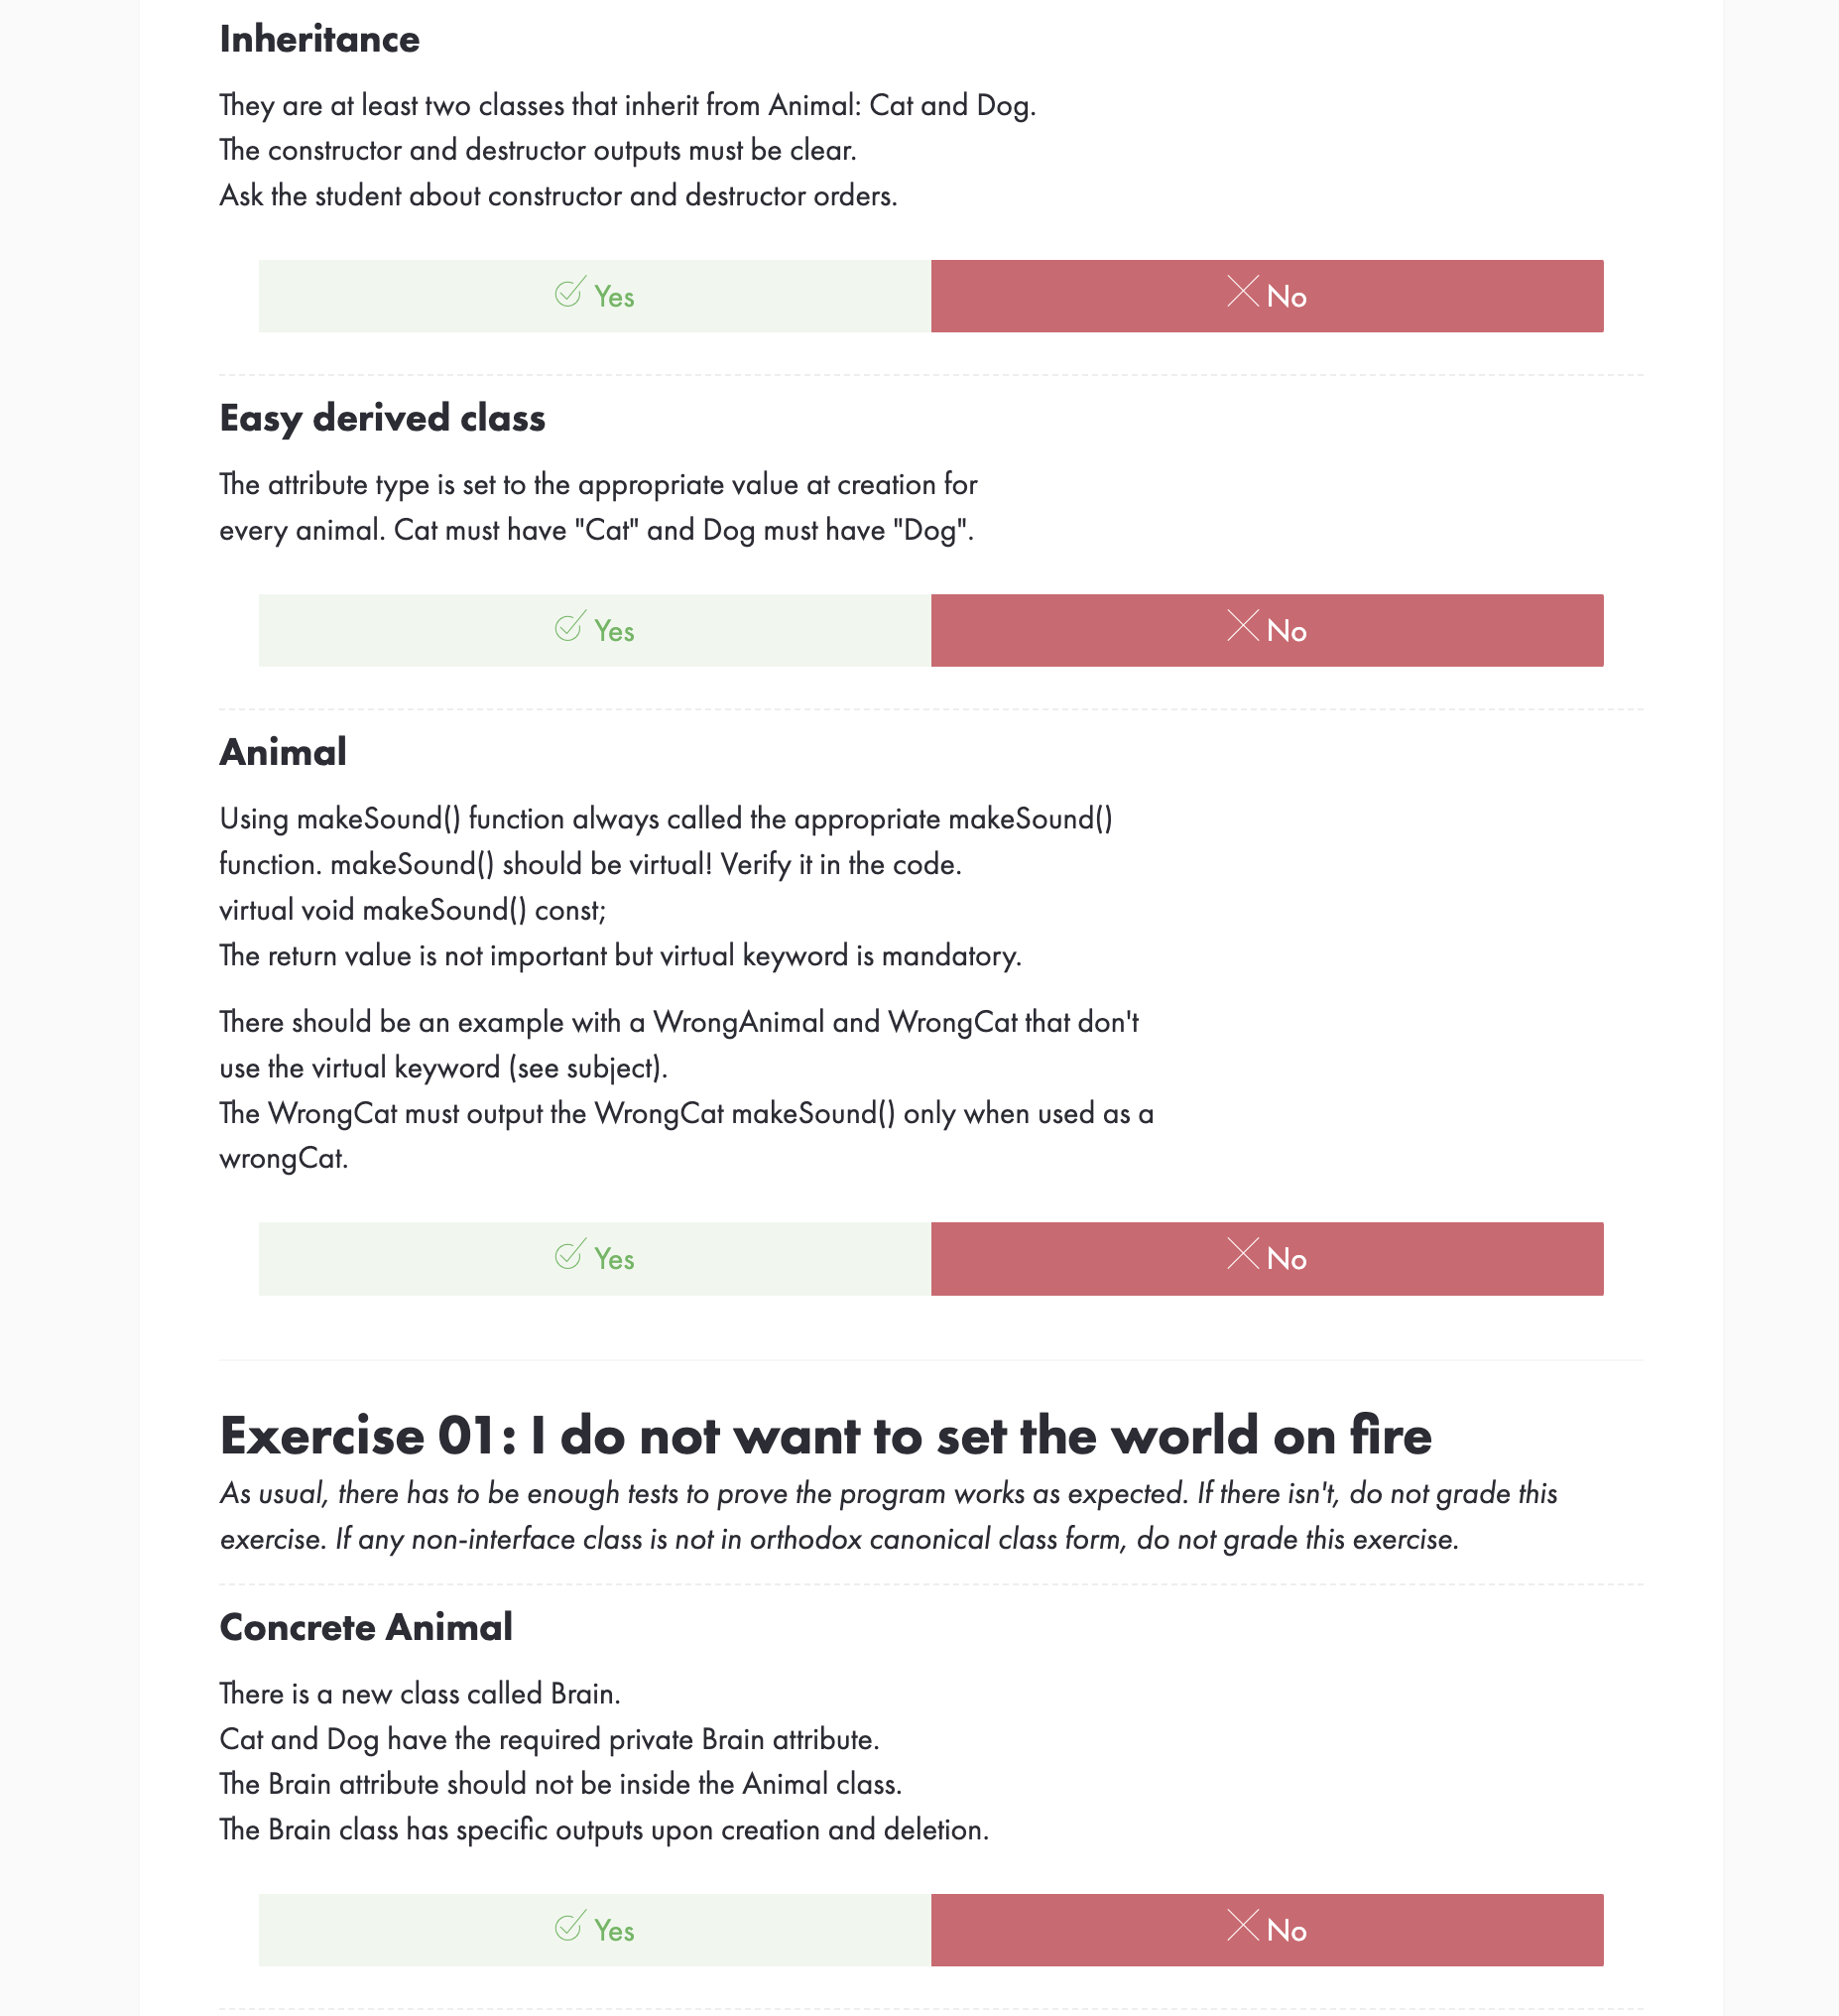 Inheritance
They are at least two classes that inherit from Animal: Cat and Dog.
The constructor and destructor outputs must be clear.
Ask the student about constructor and destructor orders.
Yes
No
Easy derived class
The attribute type is set to the appropriate value at creation for
every animal. Cat must have "Cat" and Dog must have "Dog".
Yes
No
Animal
Using makeSound() function always called the appropriate makeSound()
function. makeSound() should be virtual! Verify it in the code.
virtual void makeSound() const;
The return value is not important but virtual keyword is mandatory.
There should be an example with a WrongAnimal and WrongCat that don't
use the virtual keyword (see subject).
The WrongCat must output the WrongCat makeSound() only when used as a
wrongCat.
Yes
No
Exercise 01: I do not want to set the world on fire
As usual, there has to be enough tests to prove the program works as expected. If there isn't, do not grade this
exercise. If any non-interface class is not in orthodox canonical class form, do not grade this exercise.
Concrete Animal
There is a new class called Brain.
Cat and Dog have the required private Brain attribute.
The Brain attribute should not be inside the Animal class.
The Brain class has specific outputs upon creation and deletion.
Yes
No